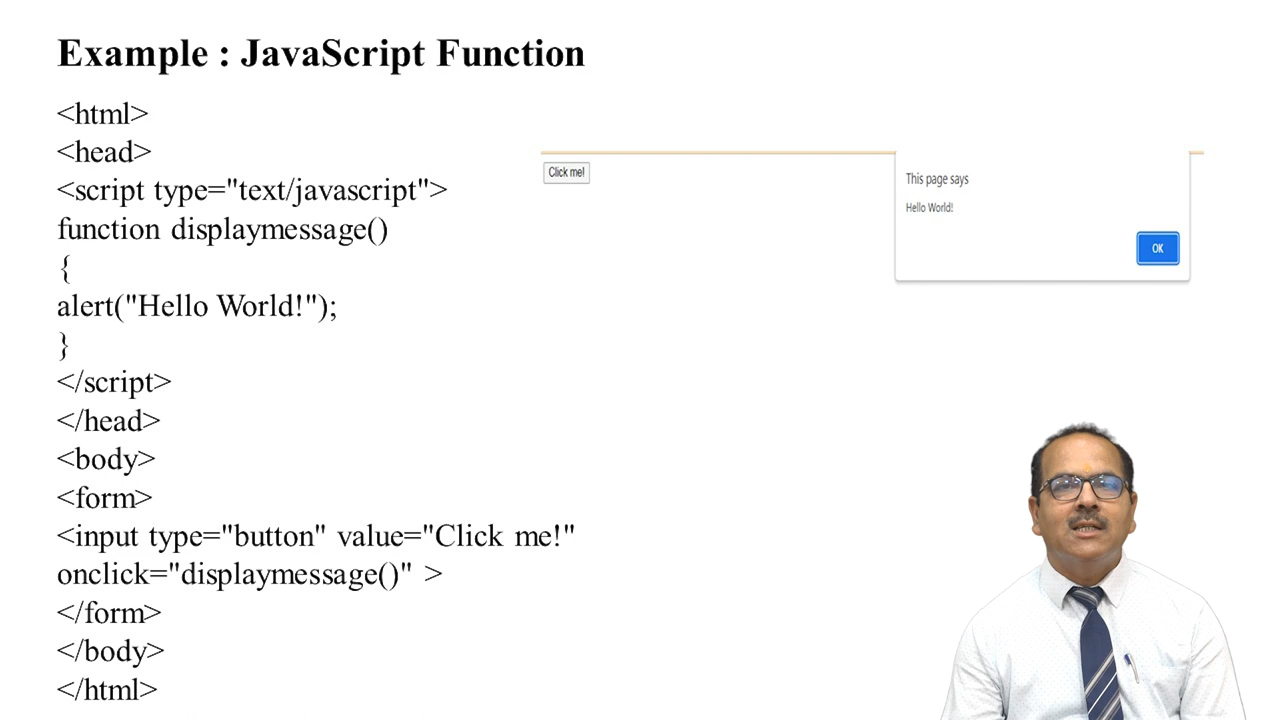 Example : JavaScript Function
<html>
<head>
<script type="text/javascript">
function displaymessage()
{
alert("Hello World!");
}
</script>
</head>
<body>
<form>
<input type="button" value="Click me!"
onclick="displaymessage()" >
</form>
</body>
</html>
Click me!
This page says
Hello World!
OK